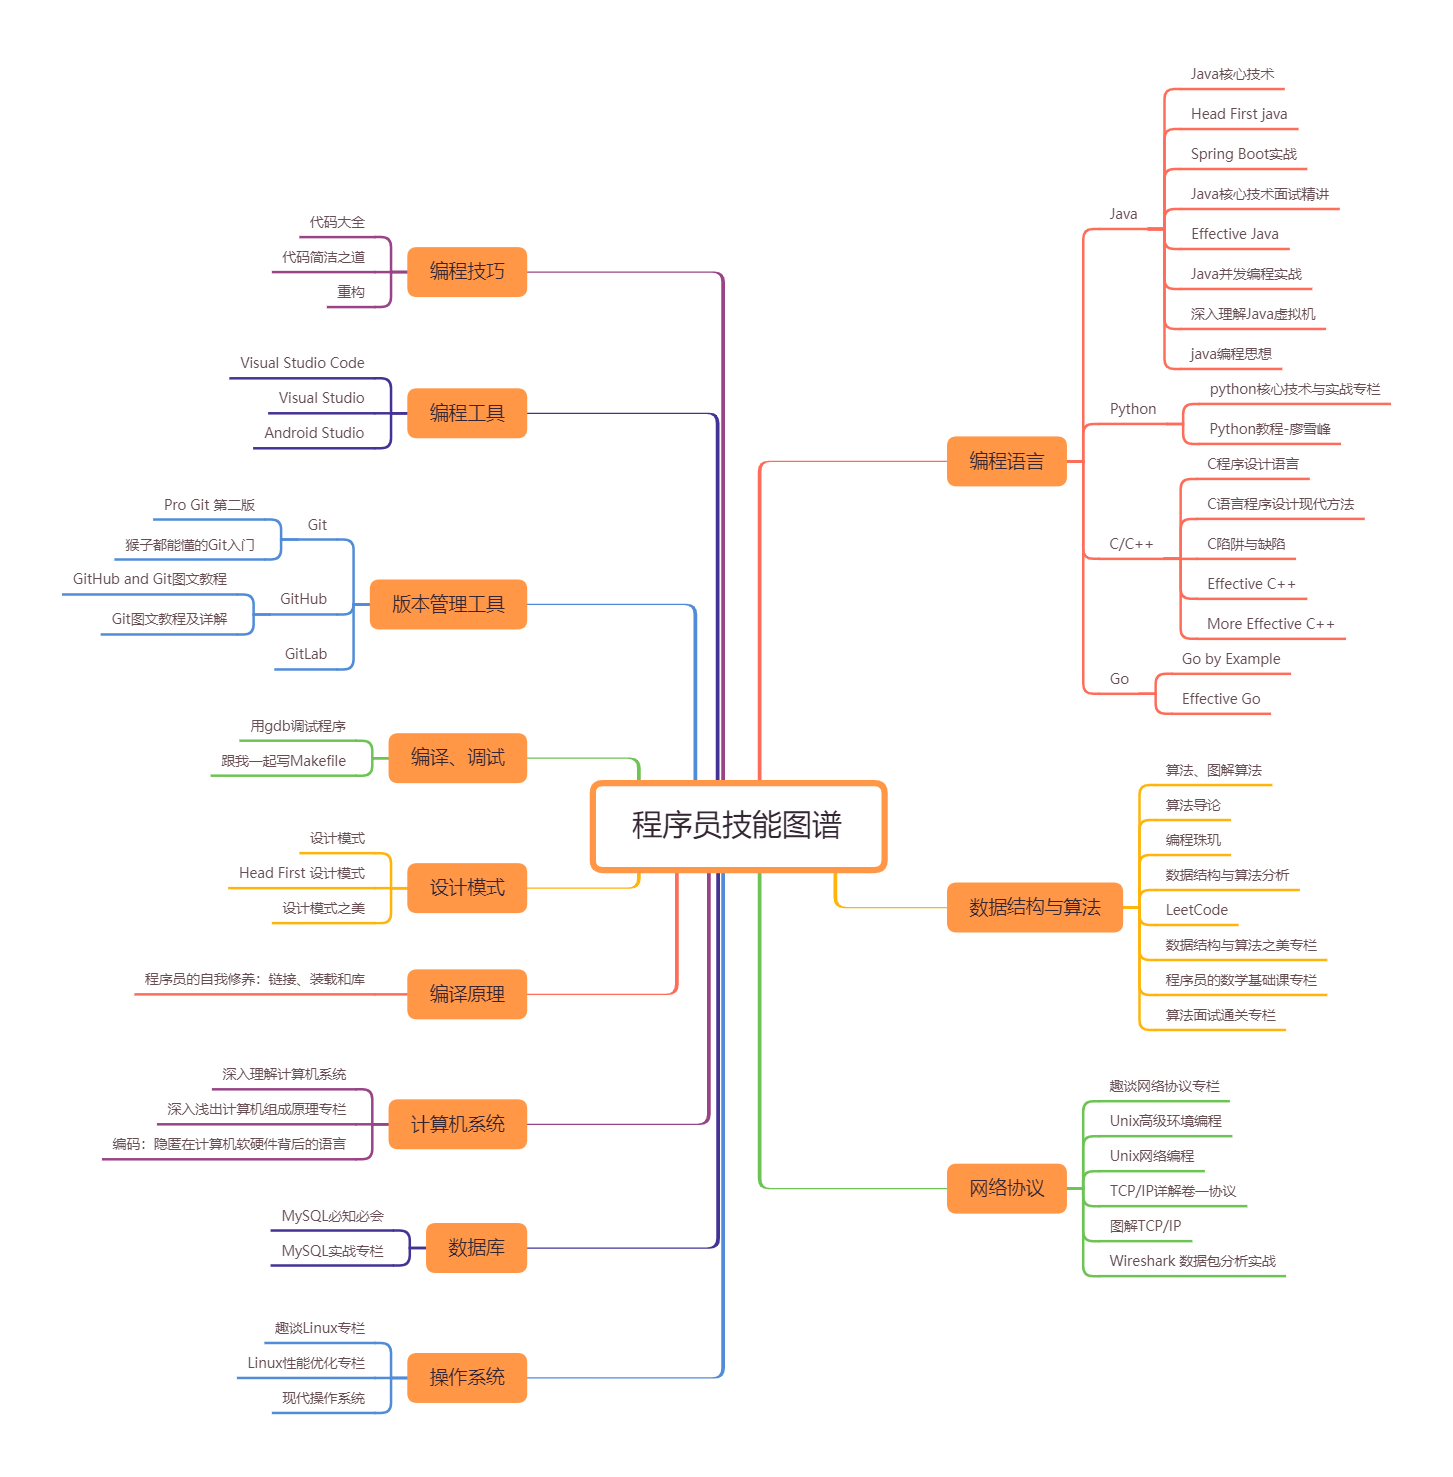 程序员技能图谱
编程语言
Java
Java核心技术
Head First java
Spring Boot实战
Java核心技术面试精讲
Effective Java
Java并发编程实战
深入理解Java虚拟机
java编程思想
Python
python核心技术与实战专栏
Python教程-廖雪峰
C/C++
C程序设计语言
C语言程序设计现代方法
C陷阱与缺陷
Effective C++
More Effective C++
Go
Go by Example
Effective Go
数据结构与算法
算法、图解算法
算法导论
编程珠玑
数据结构与算法分析
LeetCode
数据结构与算法之美专栏
程序员的数学基础课专栏
算法面试通关专栏
网络协议
趣谈网络协议专栏
Unix高级环境编程
Unix网络编程
TCP/IP详解卷一协议
图解TCP/IP
Wireshark 数据包分析实战
编程技巧
代码大全
代码简洁之道
重构
编程工具
Visual Studio Code
Visual Studio
Android Studio
版本管理工具
Git
Pro Git 第二版
猴子都能懂的Git入门
GitHub
GitHub and Git图文教程
Git图文教程及详解
GitLab
编译、调试
用gdb调试程序
跟我一起写Makefile
设计模式
设计模式
Head First 设计模式
设计模式之美
编译原理
程序员的自我修养：链接、装载和库
计算机系统
深入理解计算机系统
深入浅出计算机组成原理专栏
编码：隐匿在计算机软硬件背后的语言
数据库
MySQL必知必会
MySQL实战专栏
操作系统
趣谈Linux专栏
Linux性能优化专栏
现代操作系统